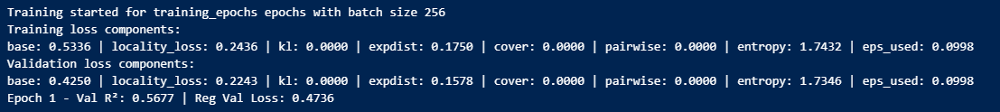 Training started for training_epochs epochs with batch size 256
Training loss components:
base: 0.5336 | locality_loss: 0.2436 | kl: 0.0000 | expdist: 0.1750 | cover: 0.0000 | pairwise: 0.0000 | entropy: 1.7432 | eps_used: 0.0998
Validation loss components:
base: 0.4250 | locality_loss: 0.2243 | kl: 0.0000 | expdist: 0.1578 | cover: 0.0000 | pairwise: 0.0000 | entropy: 1.7346 | eps_used: 0.0998
Epoch 1 - Val R²: 0.5677 | Reg Val Loss: 0.4736